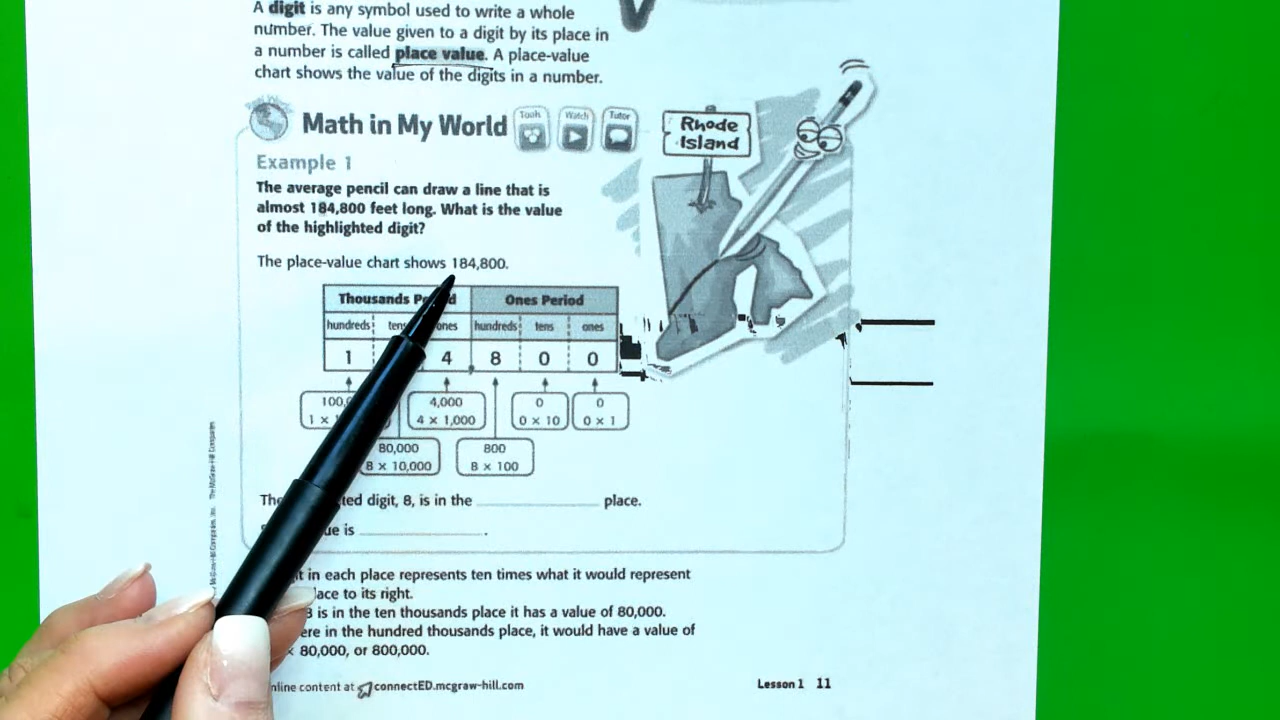 A digit is any symbol used to write a whole
number. The value given to a digit by its place in
a number is called place value. A place-value
chart shows the value of the digits in a number.
Math in My World
Tools Watch Tutor
Rhode
Island
Example 1
The average pencil can draw a line that is
almost 184,800 feet long. What is the value
of the highlighted digit?
The place-value chart shows 184,800.
Thousands Ones Period
hundreds tens ones hundreds tens ones
1 4 8 0 0
4,000 0 0
4 × 1,000 0 × 10 0 × 1
80,000 800
8 × 10,000 8 × 100
digit, 8, is in the ____ place.
is ____.
in each place represents ten times what it would represent
to its right.
is in the ten thousands place it has a value of 80,000.
in the hundred thousands place, it would have a value of
80,000, or 800,000.
content at connectED.mcgraw-hill.com
Lesson 1 11